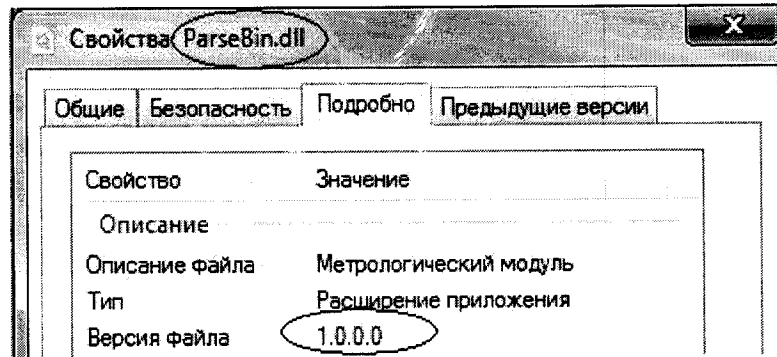 Свойства: ParseBin.dll
Общие Безопасность Подробно Предыдущие версии
Свойство Значение
Описание
Описание файла Метрологический модуль
Тип Расширение приложения
Версия файла 1.0.0.0